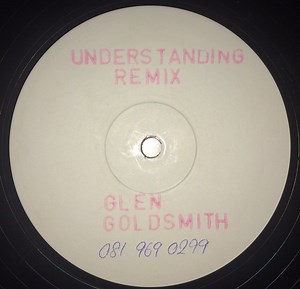 UNDERSTANDING
REMIX
GLEN
GOLDSMITH
081 969 0299